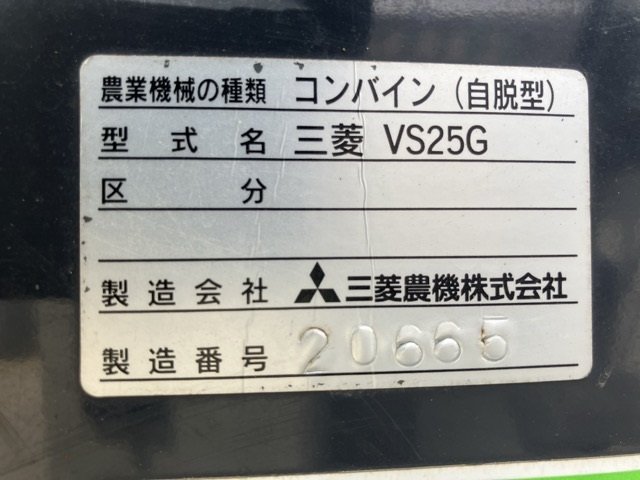 農業機械の種類 コンバイン（自脱型）
型式名 三菱 VS25G
区分
製造会社 三菱農機株式会社
製造番号 20665